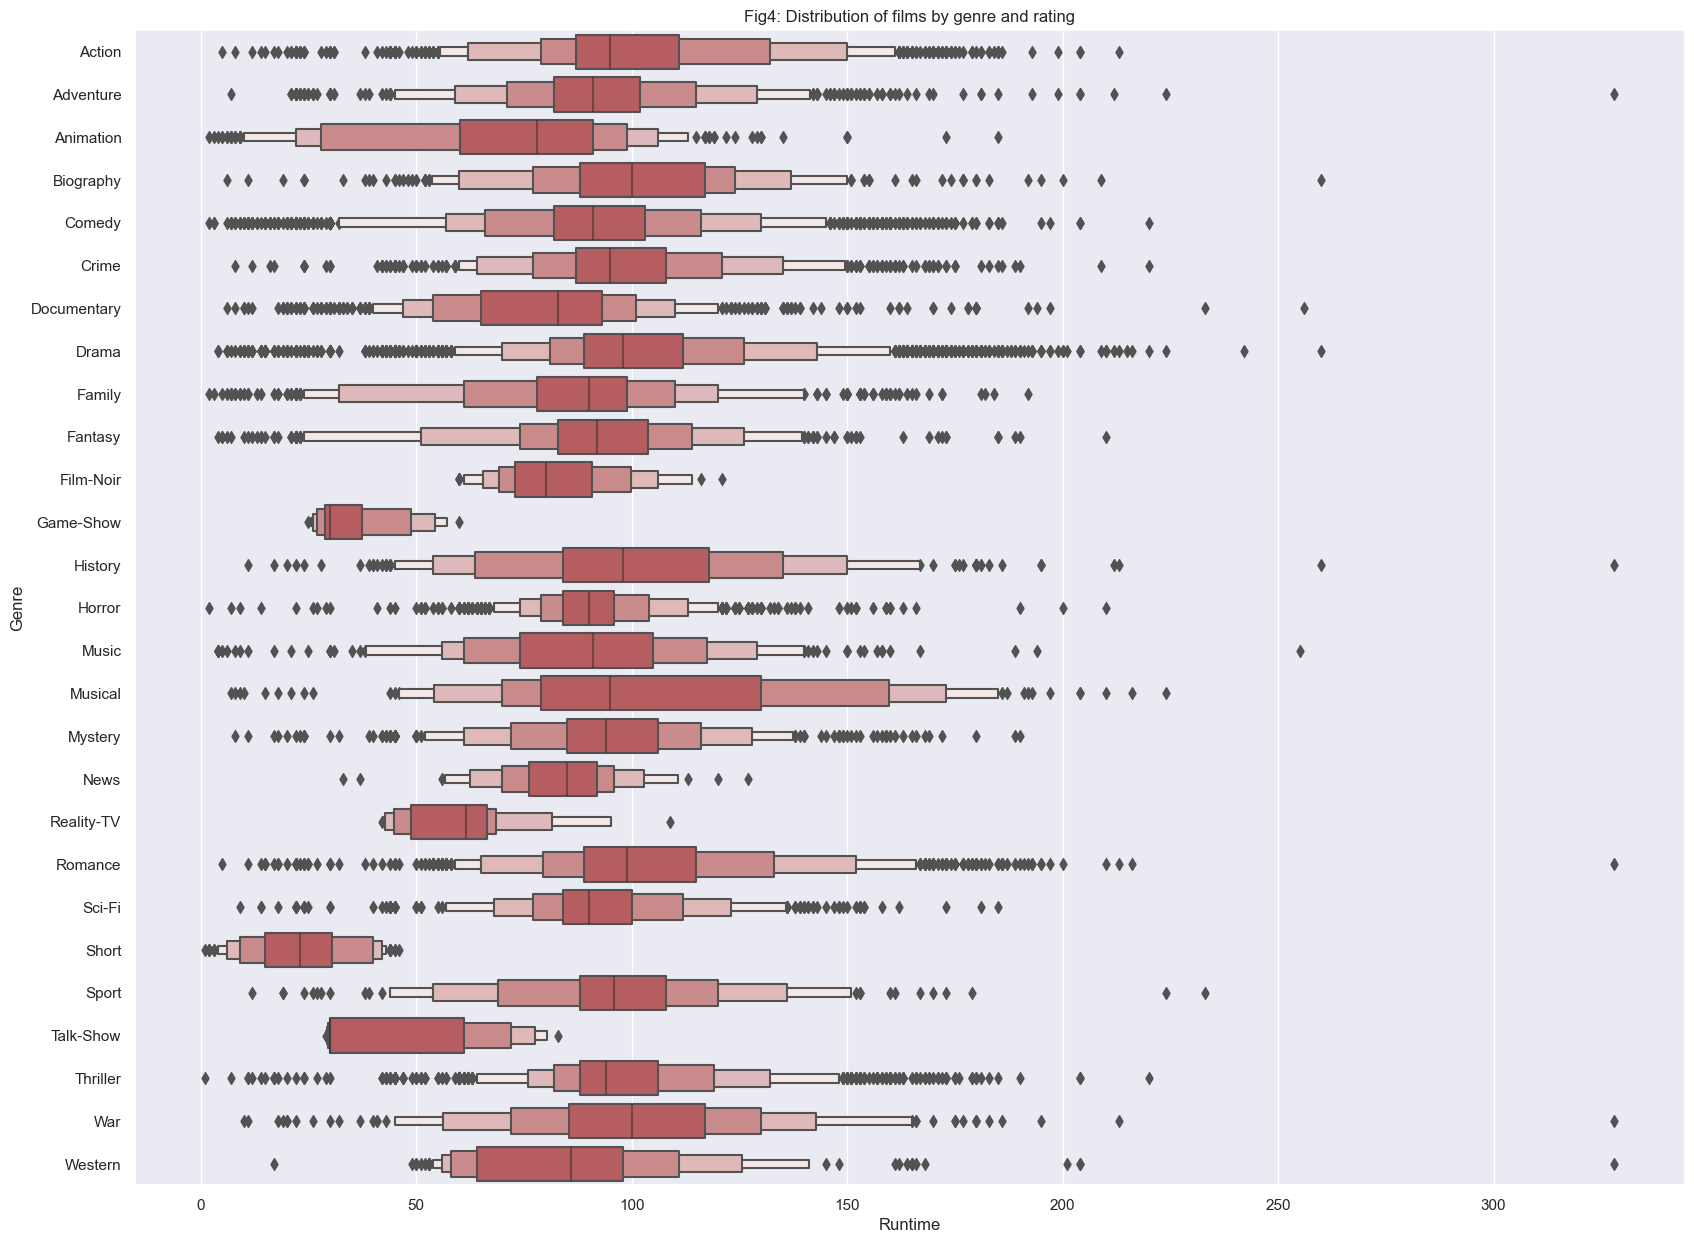 Fig4: Distribution of films by genre and rating
Action
Adventure
Animation
Biography
Comedy
Crime
Documentary
Drama
Family
Fantasy
Film-Noir
Game-Show
History
Horror
Music
Musical
Mystery
News
Reality-TV
Romance
Sci-Fi
Short
Sport
Talk-Show
Thriller
War
Western
Genre
0 50 100 150 200 250 300
Runtime